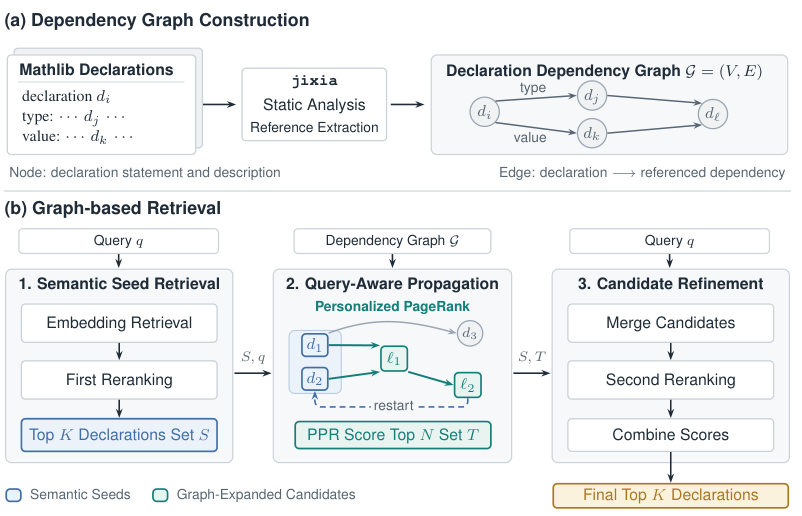 (a) Dependency Graph Construction
Mathlib Declarations
declaration dᵢ
type: ··· dⱼ ···
value: ··· dₖ ···
jixia
Static Analysis
Reference Extraction
Declaration Dependency Graph 𝒢 = (V, E)
type
dⱼ
dᵢ
dℓ
value
dₖ
Node: declaration statement and description
Edge: declaration ⟶ referenced dependency
(b) Graph-based Retrieval
Query q
Dependency Graph 𝒢
Query q
1. Semantic Seed Retrieval
Embedding Retrieval
First Reranking
Top K Declarations Set S
S, q
2. Query-Aware Propagation
Personalized PageRank
d₁
d₂
ℓ₁
d₃
ℓ₂
restart
PPR Score Top N Set T
S, T
3. Candidate Refinement
Merge Candidates
Second Reranking
Combine Scores
Semantic Seeds
Graph-Expanded Candidates
Final Top K Declarations